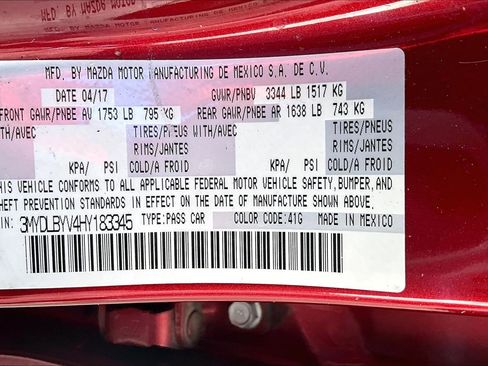 MFD. BY MAZDA MOTOR MANUFACTURING DE MEXICO S.A. DE C.V.
DATE 04/17 GVWR/PNBV 3344 LB 1517 KG
FRONT GAWR/PNBE AV 1753 LB 795 KG REAR GAWR/PNBE AR 1638 LB 743 KG
WITH/AVEC TIRES/PNEUS WITH/AVEC TIRES/PNEUS
RIMS/JANTES RIMS/JANTES
KPA/ PSI COLD/A FROID KPA/ PSI COLD/A FROID
THIS VEHICLE CONFORMS TO ALL APPLICABLE FEDERAL MOTOR VEHICLE SAFETY, BUMPER, AND
THEFT PREVENTION STANDARDS IN EFFECT ON THE DATE OF MANUFACTURE SHOWN ABOVE.
3MYDLBYV4HY183345 TYPE: PASS CAR COLOR CODE: 41G MADE IN MEXICO